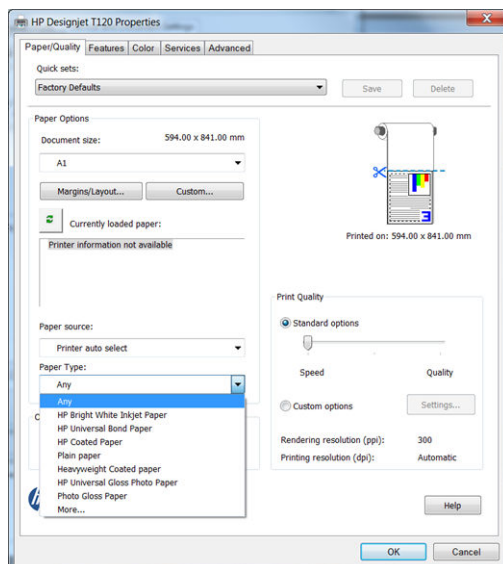 HP Designjet T120 Properties
Paper/Quality Features Color Services Advanced
Quick sets:
Factory Defaults
Save Delete
Paper Options
Document size: 594.00 x 841.00 mm
A1
Margins/Layout... Custom...
Currently loaded paper:
Printer information not available
Printed on: 594.00 x 841.00 mm
Paper source:
Printer auto select
Paper Type:
Any
Any
HP Bright White Inkjet Paper
HP Universal Bond Paper
HP Coated Paper
Plain paper
Heavyweight Coated paper
HP Universal Gloss Photo Paper
Photo Gloss Paper
More...
Print Quality
Standard options
Speed Quality
Custom options Settings...
Rendering resolution (ppi): 300
Printing resolution (dpi): Automatic
Help
OK Cancel